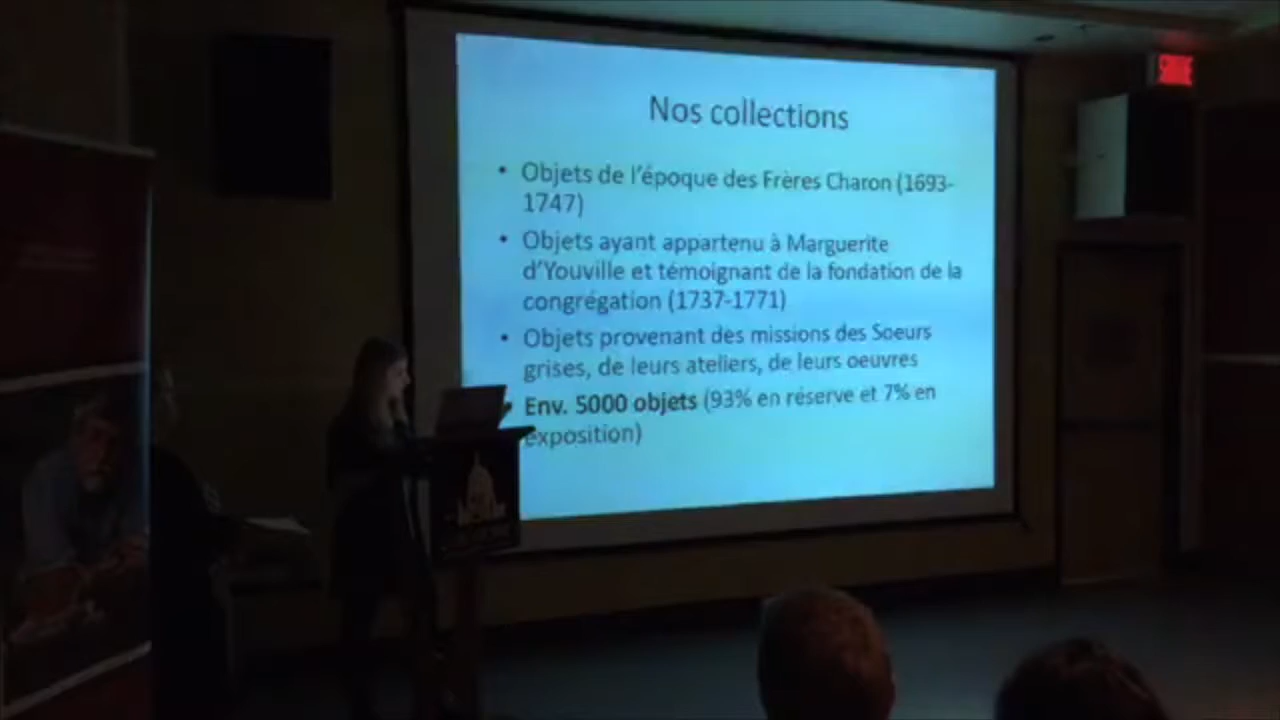 SORTIE
Nos collections
• Objets de l'époque des Frères Charon (1693-
1747)
• Objets ayant appartenu à Marguerite
d'Youville et témoignant de la fondation de la
congrégation (1737-1771)
• Objets provenant des missions des Soeurs
grises, de leurs ateliers, de leurs oeuvres
Env. 5000 objets (93% en réserve et 7% en
exposition)